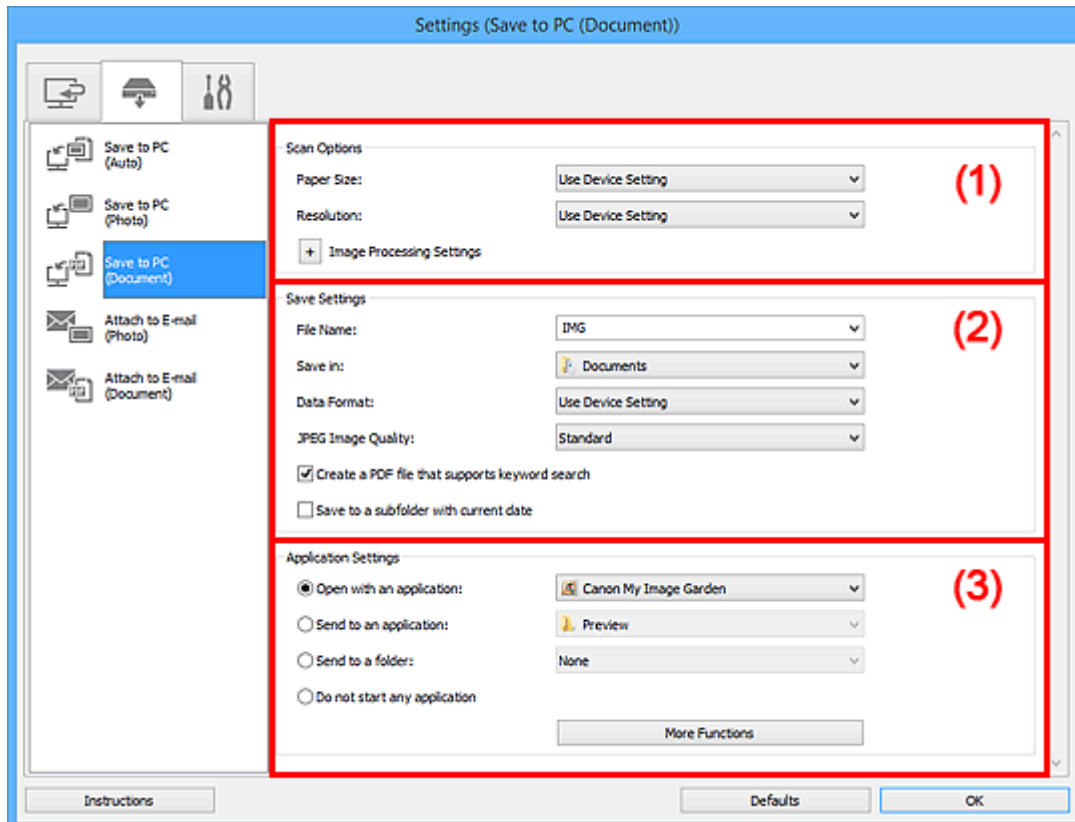 Settings (Save to PC (Document))
Save to PC
(Auto)
Save to PC
(Photo)
Save to PC
(Document)
Attach to E-mail
(Photo)
Attach to E-mail
(Document)
Scan Options
(1)
Paper Size:
Use Device Setting
Resolution:
Use Device Setting
+ Image Processing Settings
Save Settings
(2)
File Name:
IMG
Save in:
Documents
Data Format:
Use Device Setting
JPEG Image Quality:
Standard
Create a PDF file that supports keyword search
Save to a subfolder with current date
Application Settings
(3)
Open with an application:
Canon My Image Garden
Send to an application:
Preview
Send to a folder:
None
Do not start any application
More Functions
Instructions
Defaults
OK